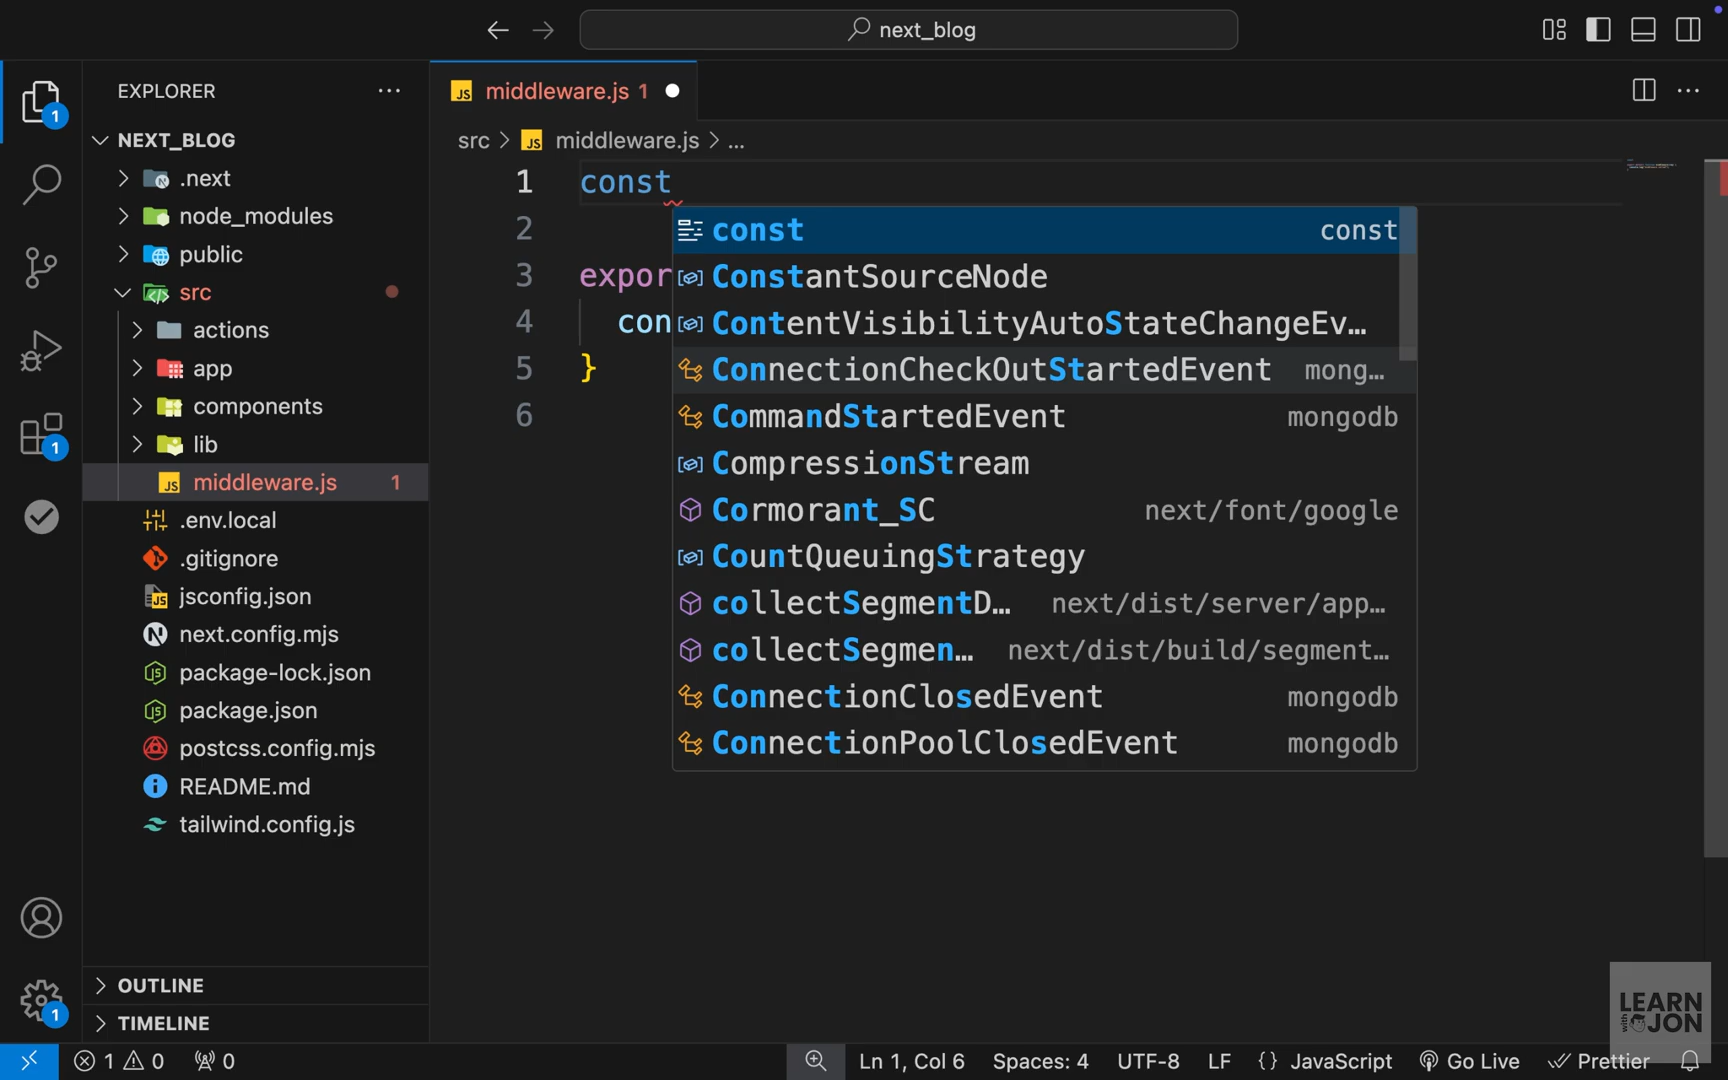 next_blog
EXPLORER
middleware.js 1
NEXT_BLOG
src > middleware.js > ...
.next
node_modules
public
src
actions
app
components
lib
middleware.js 1
.env.local
.gitignore
jsconfig.json
next.config.mjs
package-lock.json
package.json
postcss.config.mjs
README.md
tailwind.config.js
OUTLINE
TIMELINE
1
1
1
1 const
2
3 expor
4 con
5 }
6
const const
ConstantSourceNode
ContentVisibilityAutoStateChangeEv…
ConnectionCheckOutStartedEvent mong…
CommandStartedEvent mongodb
CompressionStream
Cormorant_SC next/font/google
CountQueuingStrategy
collectSegmentD… next/dist/server/app…
collectSegmen… next/dist/build/segment…
ConnectionClosedEvent mongodb
ConnectionPoolClosedEvent mongodb
LEARN
with JON
1 0 0 Ln 1, Col 6 Spaces: 4 UTF-8 LF {} JavaScript Go Live Prettier